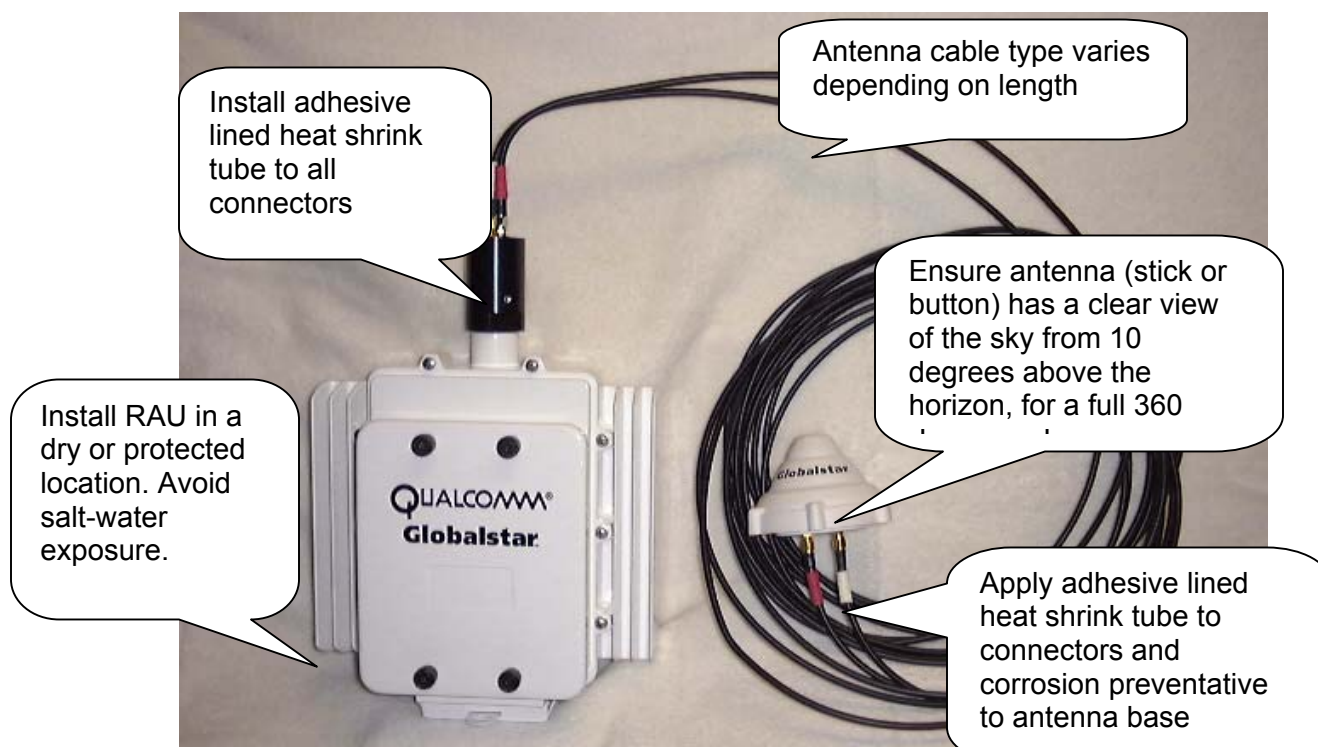 Antenna cable type varies
depending on length
Install adhesive
lined heat shrink
tube to all
connectors
Ensure antenna (stick or
button) has a clear view
of the sky from 10
degrees above the
horizon, for a full 360
Install RAU in a
dry or protected
location. Avoid
salt-water
exposure.
QUALCOMM®
Globalstar
Globalstar
Apply adhesive lined
heat shrink tube to
connectors and
corrosion preventative
to antenna base